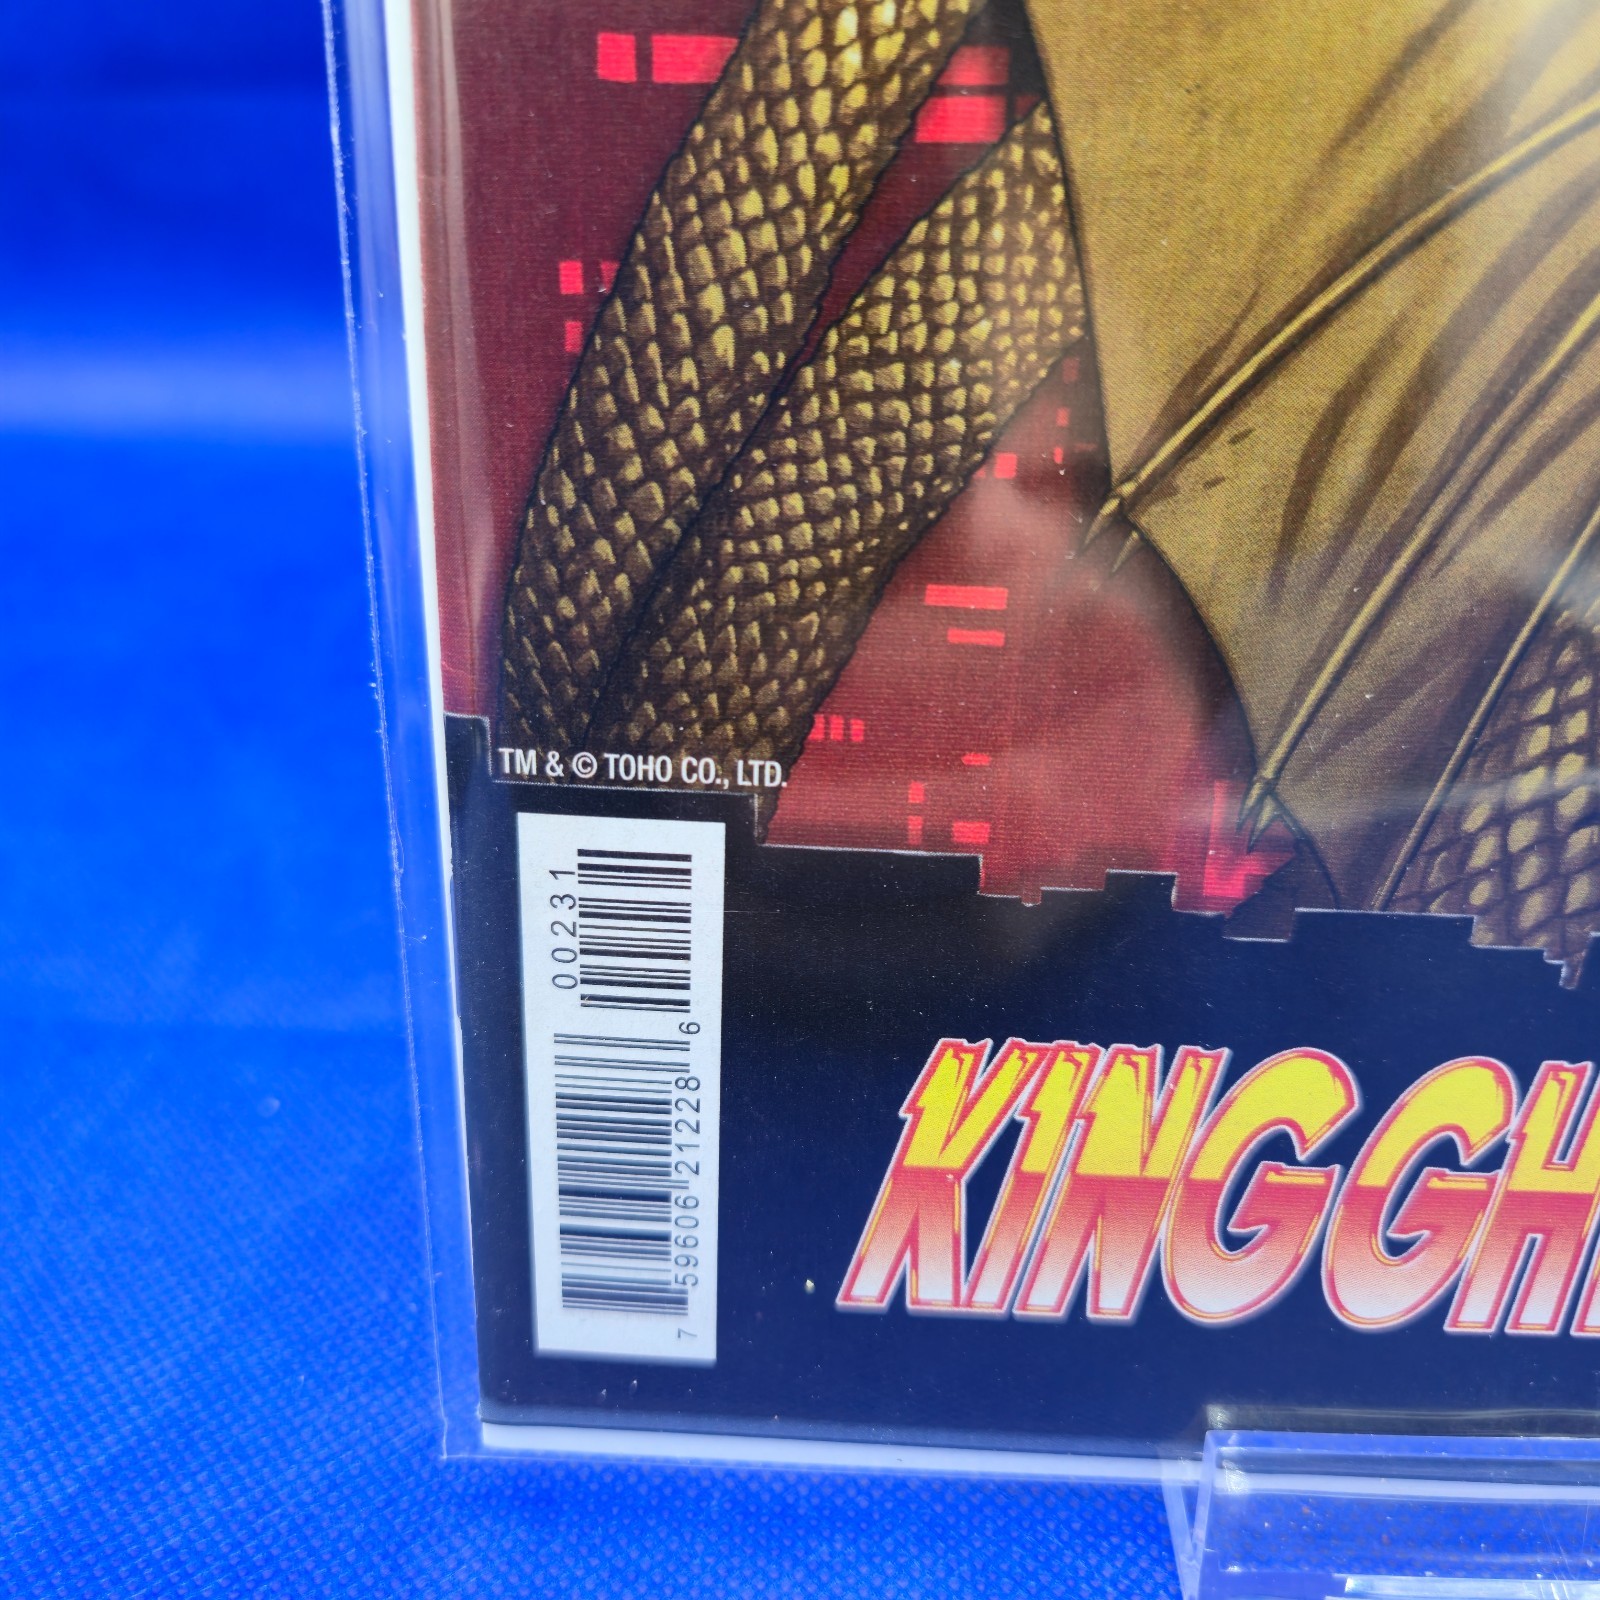 TM & © TOHO CO., LTD.
00231
7 59606 21228 6
KING GH